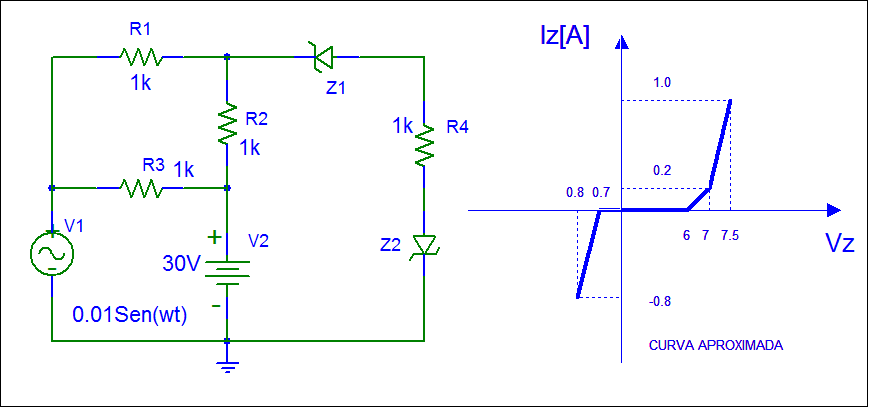 R1
1k
Z1
R2
1k
1k
R4
R3
1k
V1
+
-
+
V2
30V
-
Z2
0.01Sen(wt)
Iz[A]
1.0
0.2
0.8
0.7
6
7
7.5
Vz
-0.8
CURVA APROXIMADA